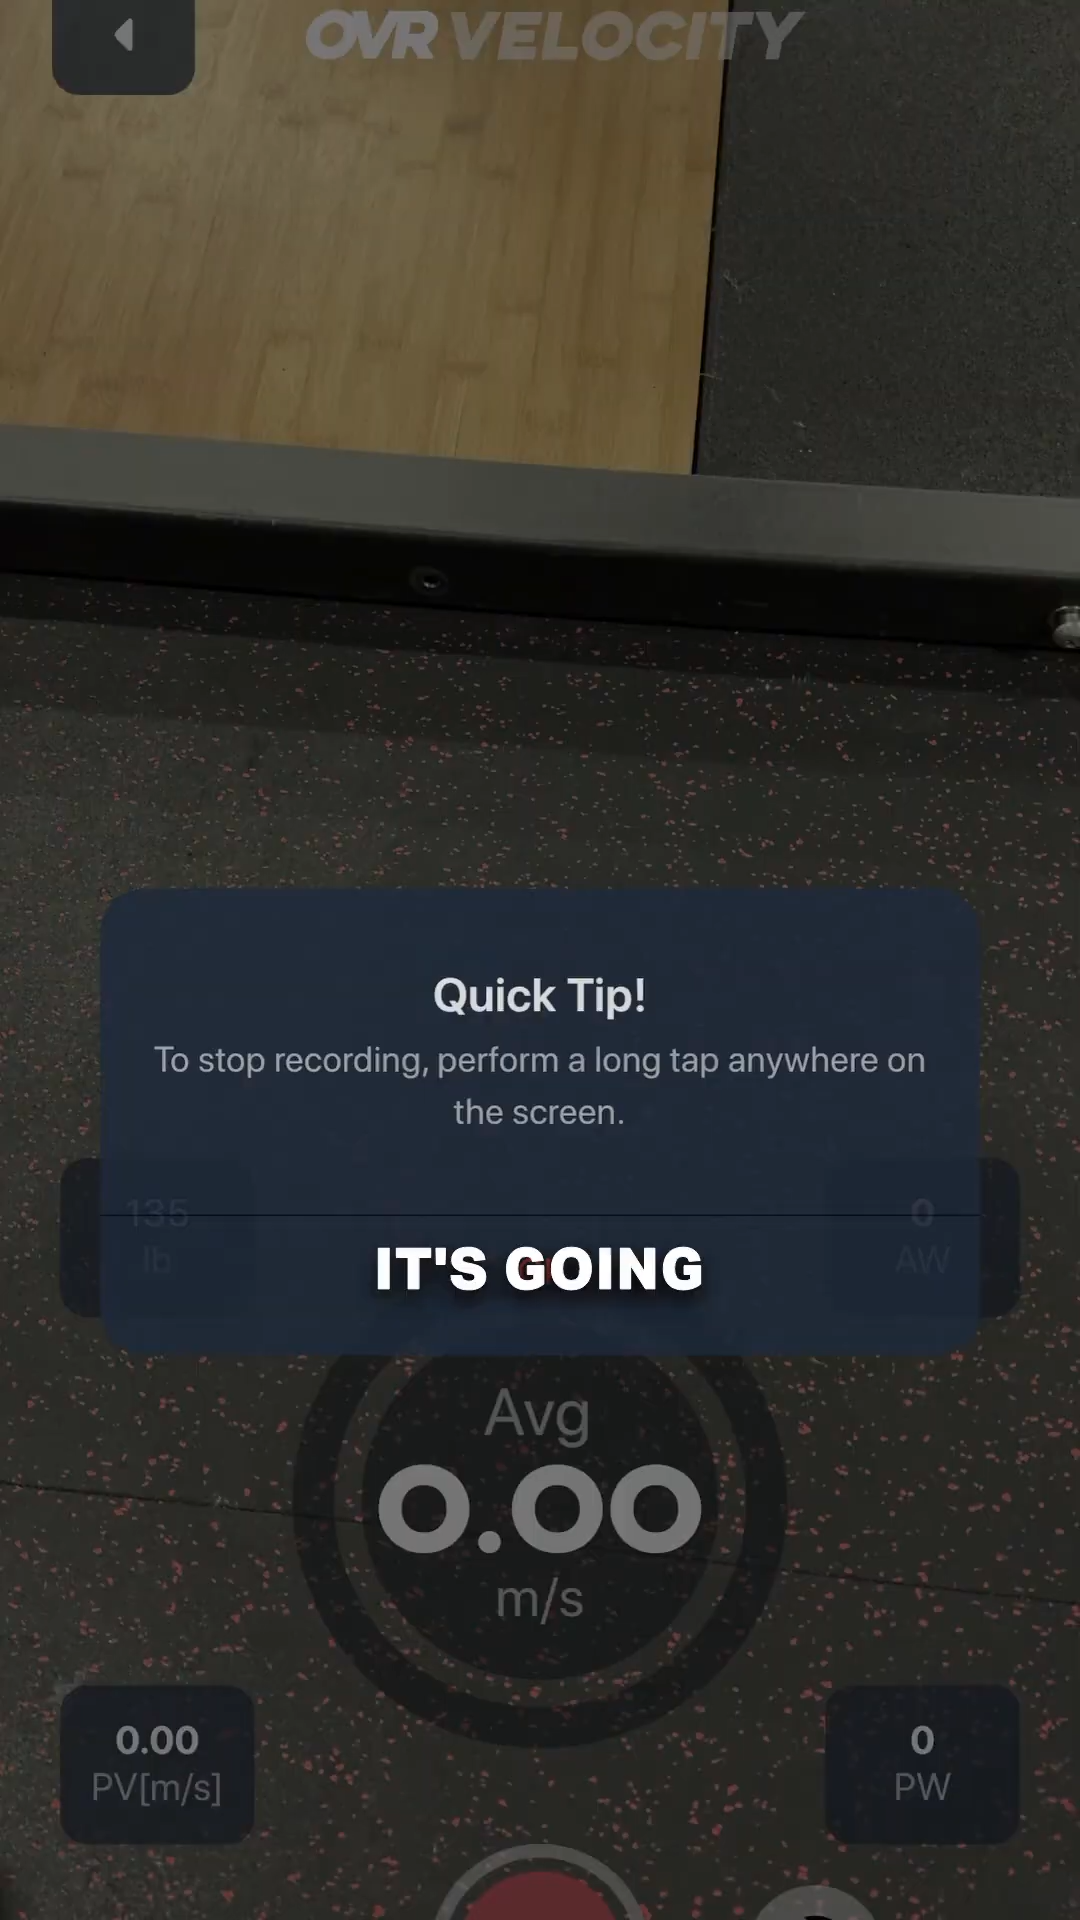 OVR VELOCITY
Quick Tip!
To stop recording, perform a long tap anywhere on
the screen.
135
lb
0
AW
IT'S GOING
Avg
0.00
m/s
0.00
PV[m/s]
0
PW